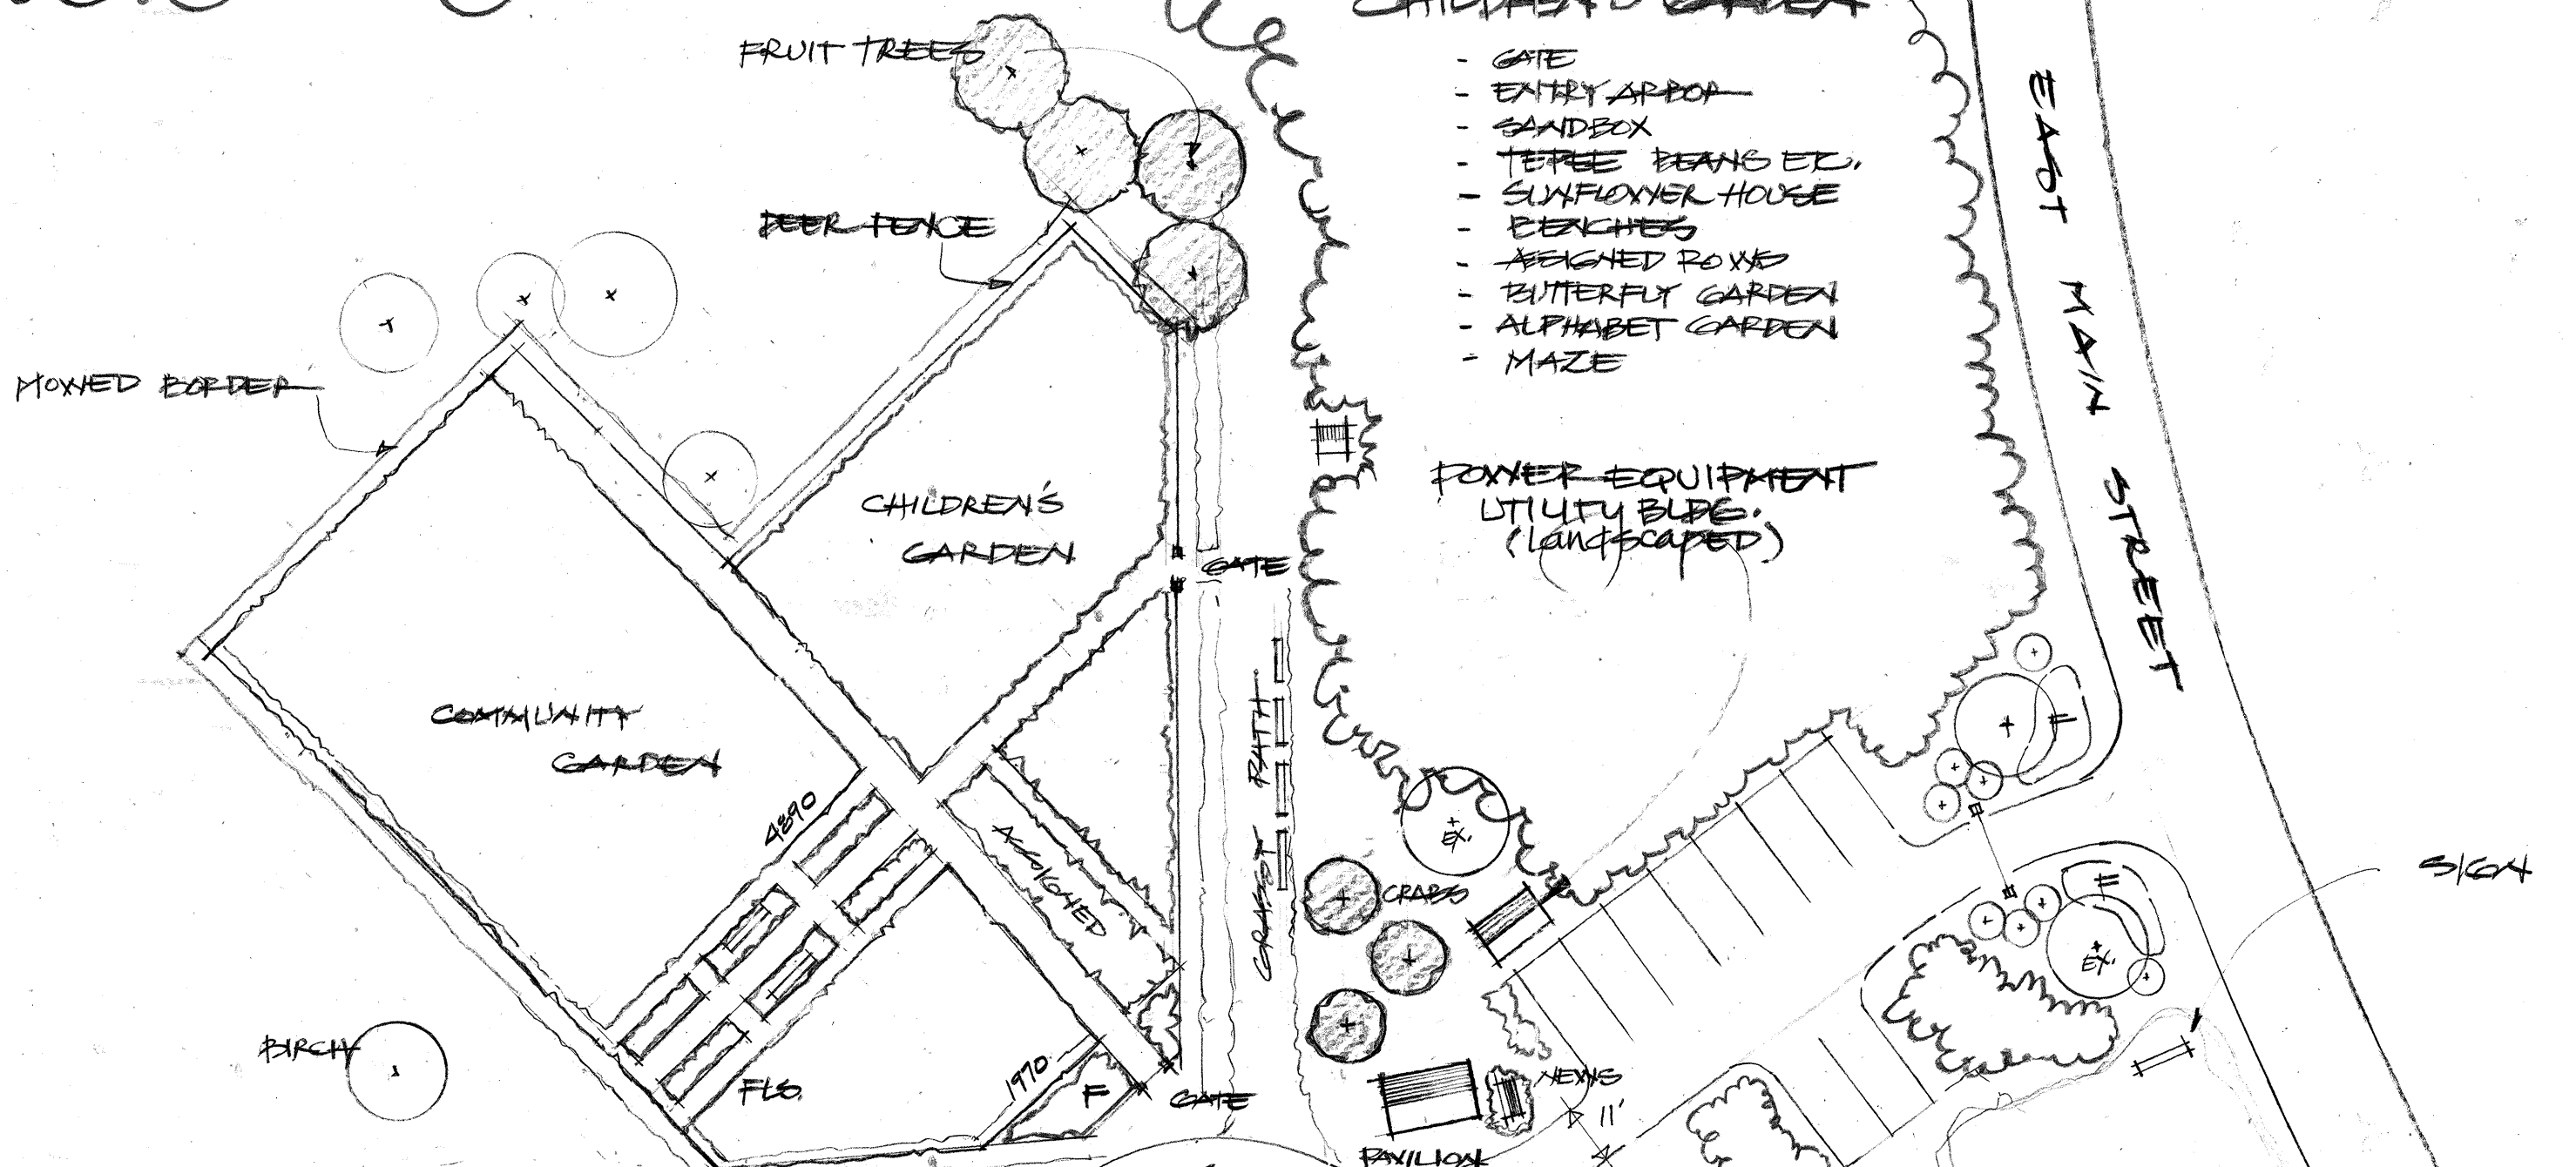 CHILDREN'S GARDEN
- GATE
- ENTRY ARBOR
- SANDBOX
- TEPEE BEANS ETC.
- SUNFLOWER HOUSE
- BENCHES
- ASSIGNED ROWS
- BUTTERFLY GARDEN
- ALPHABET GARDEN
- MAZE
FRUIT TREES
DEER FENCE
MOWED BORDER
CHILDREN'S
GARDEN
POWER EQUIPMENT
UTILITY BLDG.
(landscaped)
EAST MAIN STREET
GATE
COMMUNITY
GARDEN
4890
ASSIGNED
GRASS PATH
EX.
CRABS
SIGN
EX.
BIRCH
FLS.
1970
F
GATE
NEWS
11'
PAVILION